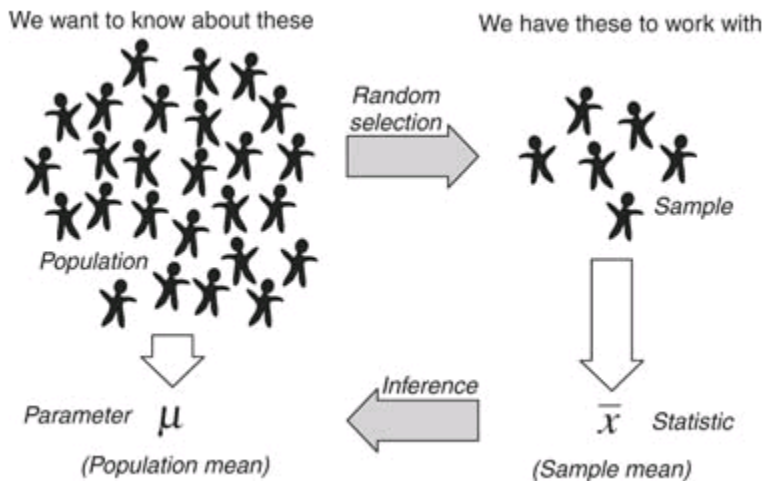 We want to know about these
We have these to work with
Random
selection
Population
Sample
Inference
Parameter μ
x̅ Statistic
(Population mean)
(Sample mean)